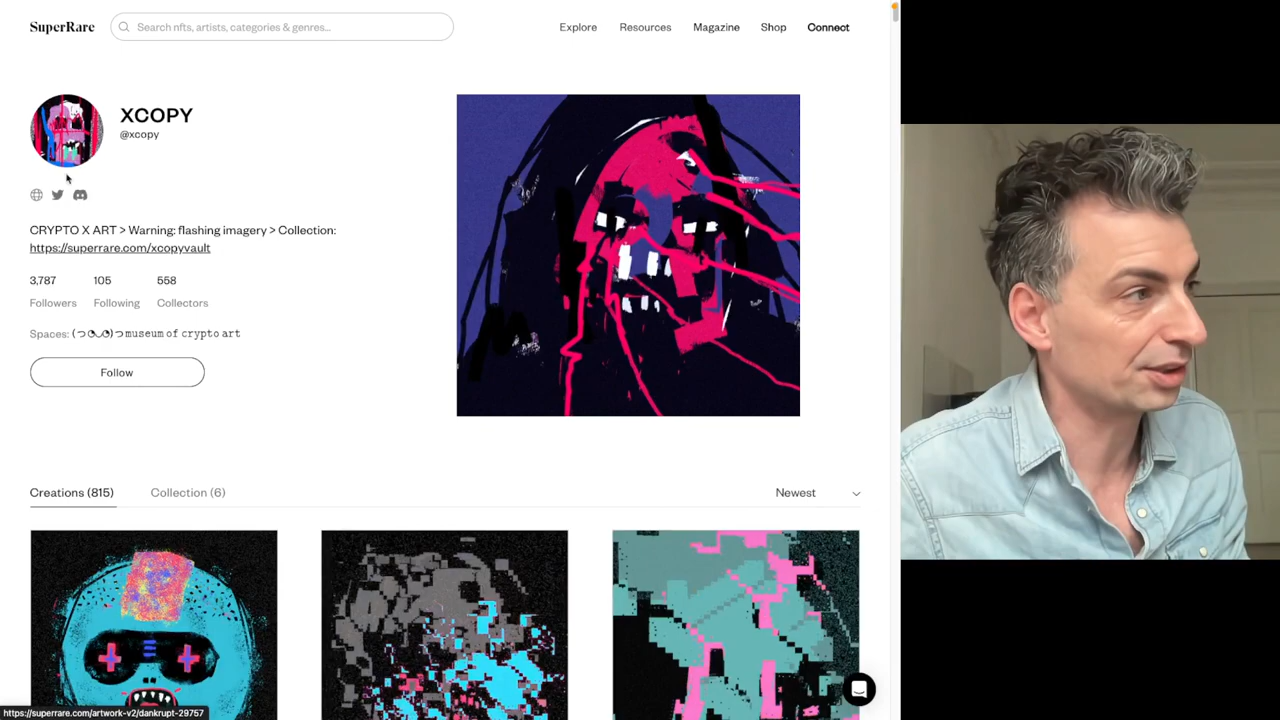 SuperRare
Search nfts, artists, categories & genres...
Explore
Resources
Magazine
Shop
Connect
XCOPY
@xcopy
CRYPTO X ART > Warning: flashing imagery > Collection:
https://superrare.com/xcopyvault
3,787
105
558
Followers
Following
Collectors
Spaces: (っ◔◡◔)っ museum of crypto art
Follow
Creations (815)
Collection (6)
Newest
https://superrare.com/artwork-v2/dankrupt-29757